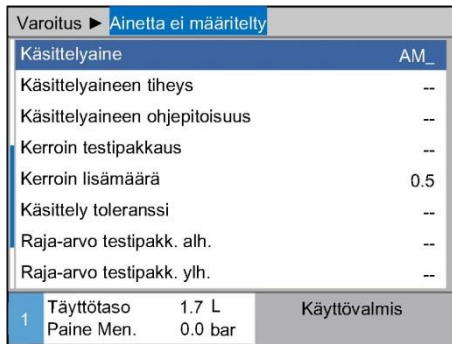 Varoitus ► Ainetta ei määritelty
Käsittelyaine AM_
Käsittelyaineen tiheys --
Käsittelyaineen ohjepitoisuus --
Kerroin testipakkaus --
Kerroin lisämäärä 0.5
Käsittely toleranssi --
Raja-arvo testipakk. alh. --
Raja-arvo testipakk. ylh. --
1 Täyttötaso 1.7 L Käyttövalmis
Paine Men. 0.0 bar